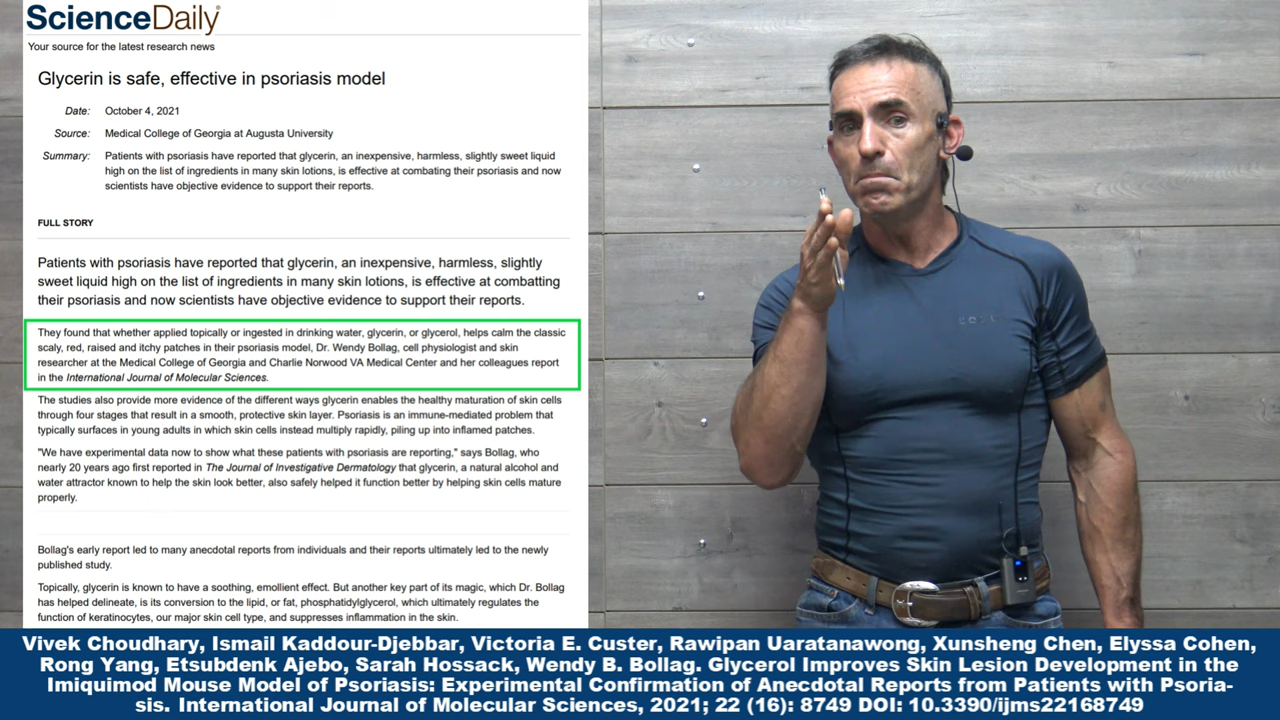 ScienceDaily
Your source for the latest research news
Glycerin is safe, effective in psoriasis model
Date: October 4, 2021
Source: Medical College of Georgia at Augusta University
Summary: Patients with psoriasis have reported that glycerin, an inexpensive, harmless, slightly sweet liquid
high on the list of ingredients in many skin lotions, is effective at combating their psoriasis and now
scientists have objective evidence to support their reports.
FULL STORY
Patients with psoriasis have reported that glycerin, an inexpensive, harmless, slightly
sweet liquid high on the list of ingredients in many skin lotions, is effective at combatting
their psoriasis and now scientists have objective evidence to support their reports.
They found that whether applied topically or ingested in drinking water, glycerin, or glycerol, helps calm the classic
scaly, red, raised and itchy patches in their psoriasis model, Dr. Wendy Bollag, cell physiologist and skin
researcher at the Medical College of Georgia and Charlie Norwood VA Medical Center and her colleagues report
in the International Journal of Molecular Sciences.
The studies also provide more evidence of the different ways glycerin enables the healthy maturation of skin cells
through four stages that result in a smooth, protective skin layer. Psoriasis is an immune-mediated problem that
typically surfaces in young adults in which skin cells instead multiply rapidly, piling up into inflamed patches.
"We have experimental data now to show what these patients with psoriasis are reporting," says Bollag, who
nearly 20 years ago first reported in The Journal of Investigative Dermatology that glycerin, a natural alcohol and
water attractor known to help the skin look better, also safely helped it function better by helping skin cells mature
properly.
Bollag's early report led to many anecdotal reports from individuals and their reports ultimately led to the newly
published study.
Topically, glycerin is known to have a soothing, emollient effect. But another key part of its magic, which Dr. Bollag
has helped delineate, is its conversion to the lipid, or fat, phosphatidylglycerol, which ultimately regulates the
function of keratinocytes, our major skin cell type, and suppresses inflammation in the skin.
Vivek Choudhary, Ismail Kaddour-Djebbar, Victoria E. Custer, Rawipan Uaratanawong, Xunsheng Chen, Elyssa Cohen,
Rong Yang, Etsubdenk Ajebo, Sarah Hossack, Wendy B. Bollag. Glycerol Improves Skin Lesion Development in the
Imiquimod Mouse Model of Psoriasis: Experimental Confirmation of Anecdotal Reports from Patients with Psoria-
sis. International Journal of Molecular Sciences, 2021; 22 (16): 8749 DOI: 10.3390/ijms22168749